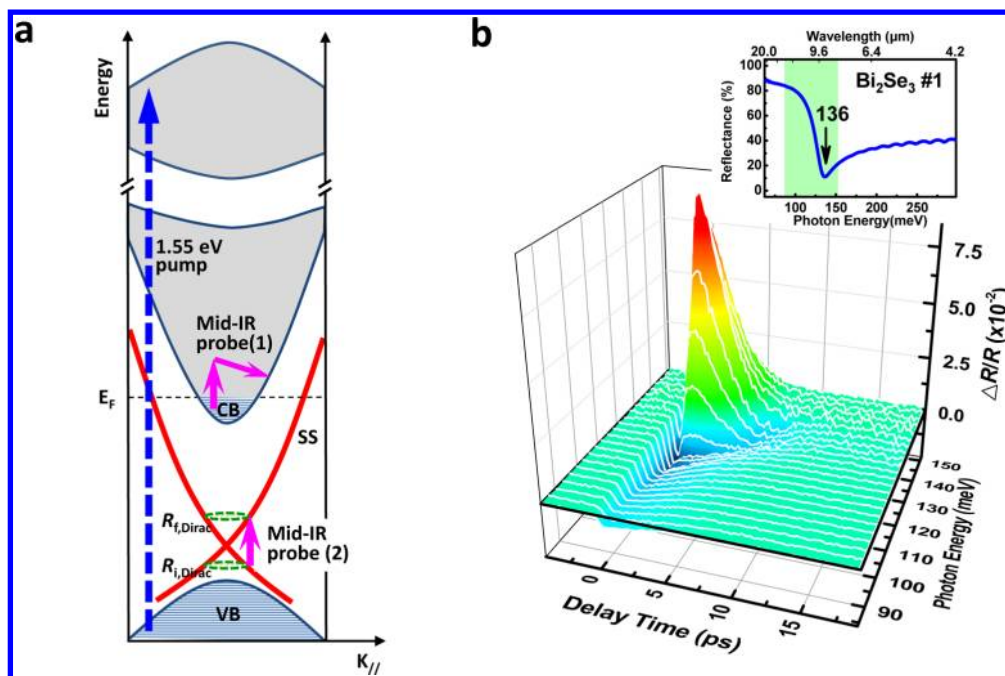 a
Energy
1.55 eV
pump
Mid-IR
probe(1)
E_F
CB
SS
R_f,Dirac
Mid-IR
probe (2)
R_i,Dirac
VB
K_//
b
Wavelength (μm)
20.0 9.6 6.4 4.2
Reflectance (%)
100
80
60
40
20
0
Bi₂Se₃ #1
136
100 150 200 250
Photon Energy(meV)
△R/R (x10⁻²)
7.5
5.0
2.5
0.0
150
140
130
120
110
100
90
Photon Energy (meV)
0 5 10 15
Delay Time (ps)